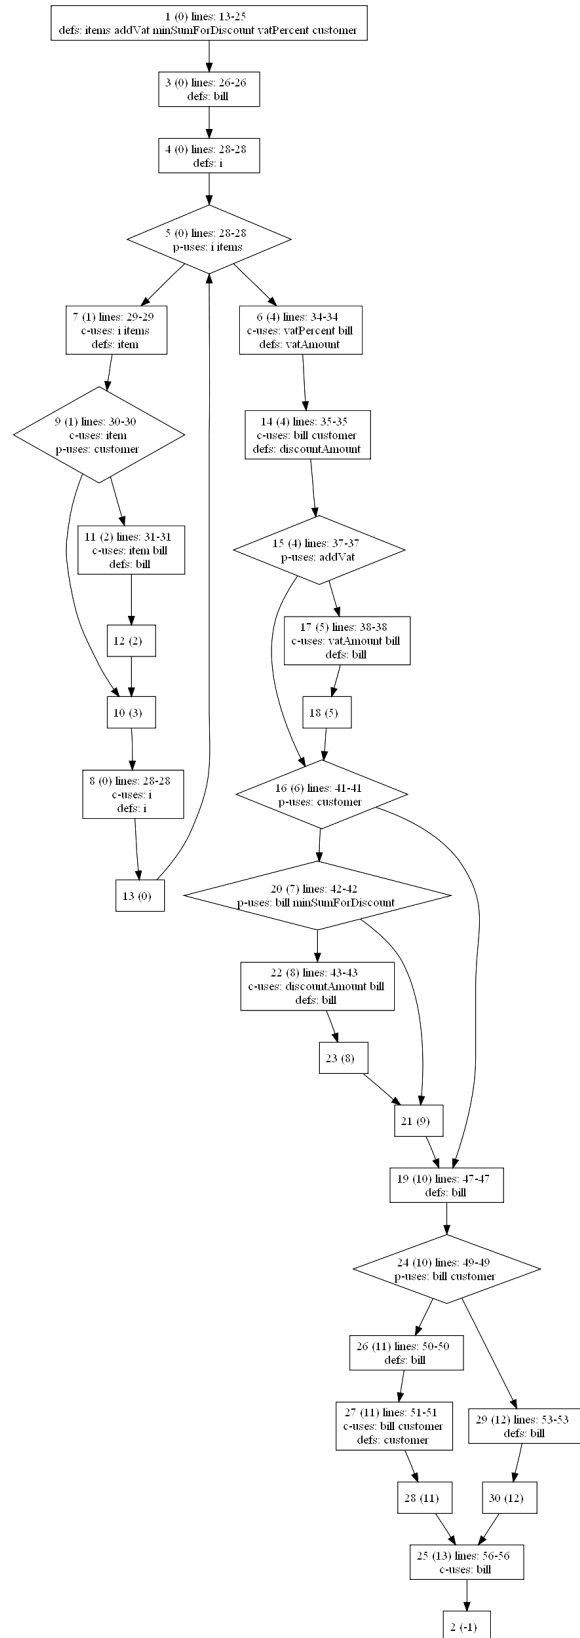 1 (0) lines: 13-25
defs: items addVat minSumForDiscount vatPercent customer
3 (0) lines: 26-26
defs: bill
4 (0) lines: 28-28
defs: i
5 (0) lines: 28-28
p-uses: i items
7 (1) lines: 29-29
c-uses: i items
defs: item
6 (4) lines: 34-34
c-uses: vatPercent bill
defs: vatAmount
9 (1) lines: 30-30
c-uses: item
p-uses: customer
14 (4) lines: 35-35
c-uses: bill customer
defs: discountAmount
11 (2) lines: 31-31
c-uses: item bill
defs: bill
15 (4) lines: 37-37
p-uses: addVat
12 (2)
17 (5) lines: 38-38
c-uses: vatAmount bill
defs: bill
10 (3)
18 (5)
8 (0) lines: 28-28
c-uses: i
defs: i
16 (6) lines: 41-41
p-uses: customer
13 (0)
20 (7) lines: 42-42
p-uses: bill minSumForDiscount
22 (8) lines: 43-43
c-uses: discountAmount bill
defs: bill
23 (8)
21 (9)
19 (10) lines: 47-47
defs: bill
24 (10) lines: 49-49
p-uses: bill customer
26 (11) lines: 50-50
defs: bill
27 (11) lines: 51-51
c-uses: bill customer
defs: customer
29 (12) lines: 53-53
defs: bill
28 (11)
30 (12)
25 (13) lines: 56-56
c-uses: bill
2 (-1)